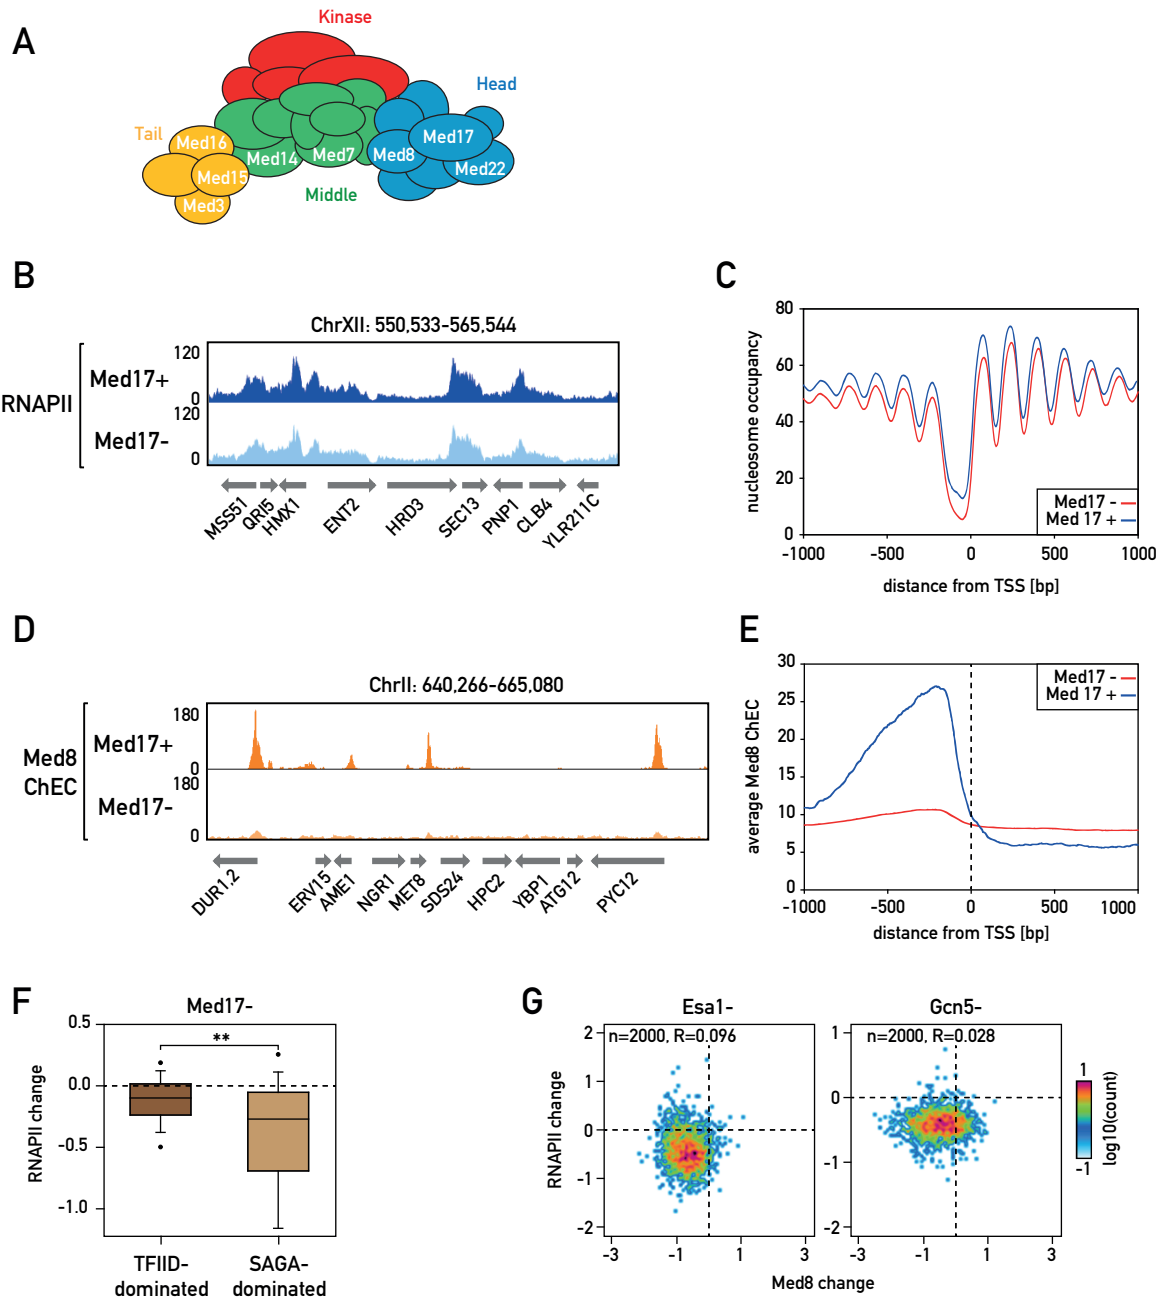 A
Kinase
Head
Tail
Med16
Med17
Med14
Med7
Med8
Med15
Med22
Med3
Middle
B
ChrXII: 550,533-565,544
RNAPII
Med17+
120
0
Med17-
120
0
MSS51
QRI5
HMX1
ENT2
HRD3
SEC13
PNP1
CLB4
YLR211C
C
nucleosome occupancy
80
60
40
20
0
Med17 -
Med 17 +
-1000
-500
0
500
1000
distance from TSS [bp]
D
ChrII: 640,266-665,080
Med8
ChEC
Med17+
180
0
Med17-
180
0
DUR1,2
ERV15
AME1
NGR1
MET8
SDS24
HPC2
YBP1
ATG12
PYC12
E
average Med8 ChEC
30
25
20
15
10
5
0
Med17 -
Med 17 +
-1000
-500
0
500
1000
distance from TSS [bp]
F
Med17-
RNAPII change
0.5
0.0
-0.5
-1.0
**
TFIID-
dominated
SAGA-
dominated
G
Esa1-
n=2000, R=0.096
RNAPII change
2
1
0
-1
-2
-3
-1
1
3
Gcn5-
n=2000, R=0.028
1
0
-1
-2
-3
-1
1
3
Med8 change
1
-1
log10(count)